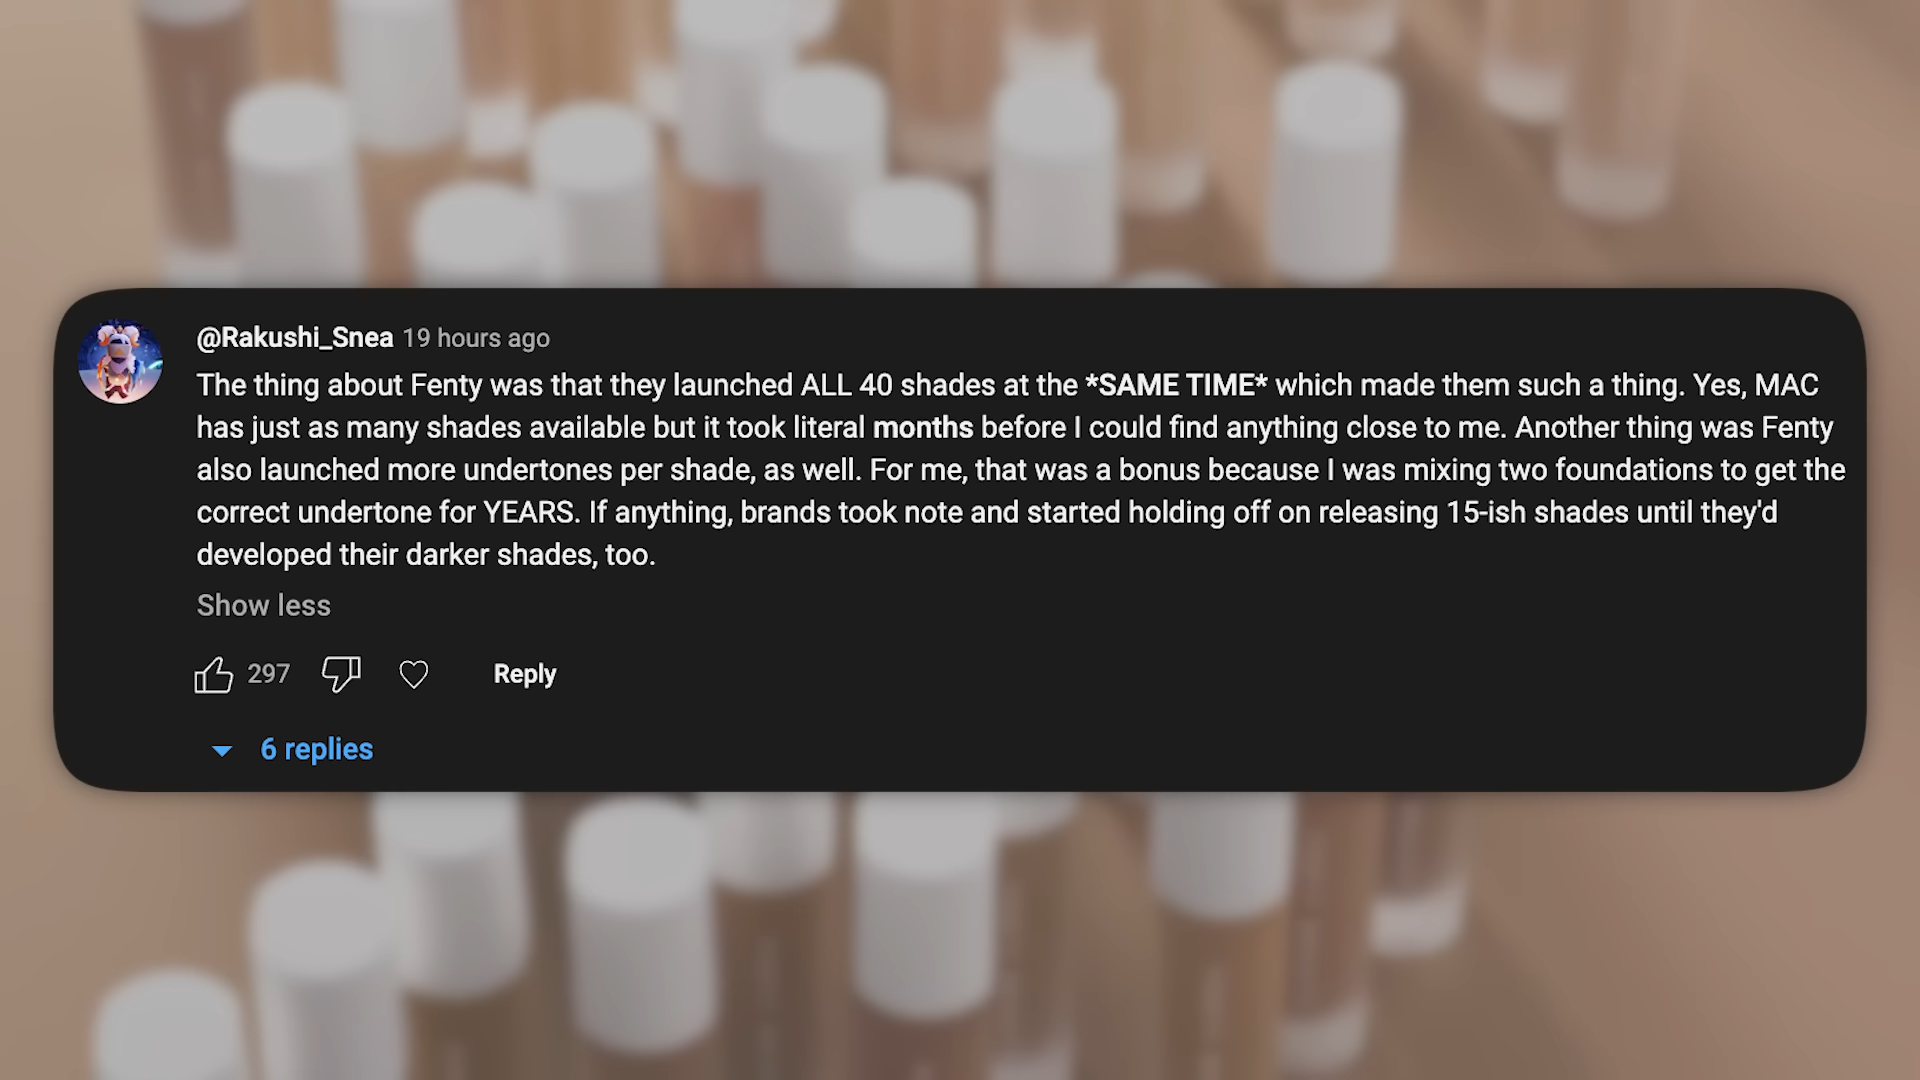 @Rakushi_Snea 19 hours ago
The thing about Fenty was that they launched ALL 40 shades at the *SAME TIME* which made them such a thing. Yes, MAC
has just as many shades available but it took literal months before I could find anything close to me. Another thing was Fenty
also launched more undertones per shade, as well. For me, that was a bonus because I was mixing two foundations to get the
correct undertone for YEARS. If anything, brands took note and started holding off on releasing 15-ish shades until they'd
developed their darker shades, too.
Show less
297 Reply
6 replies